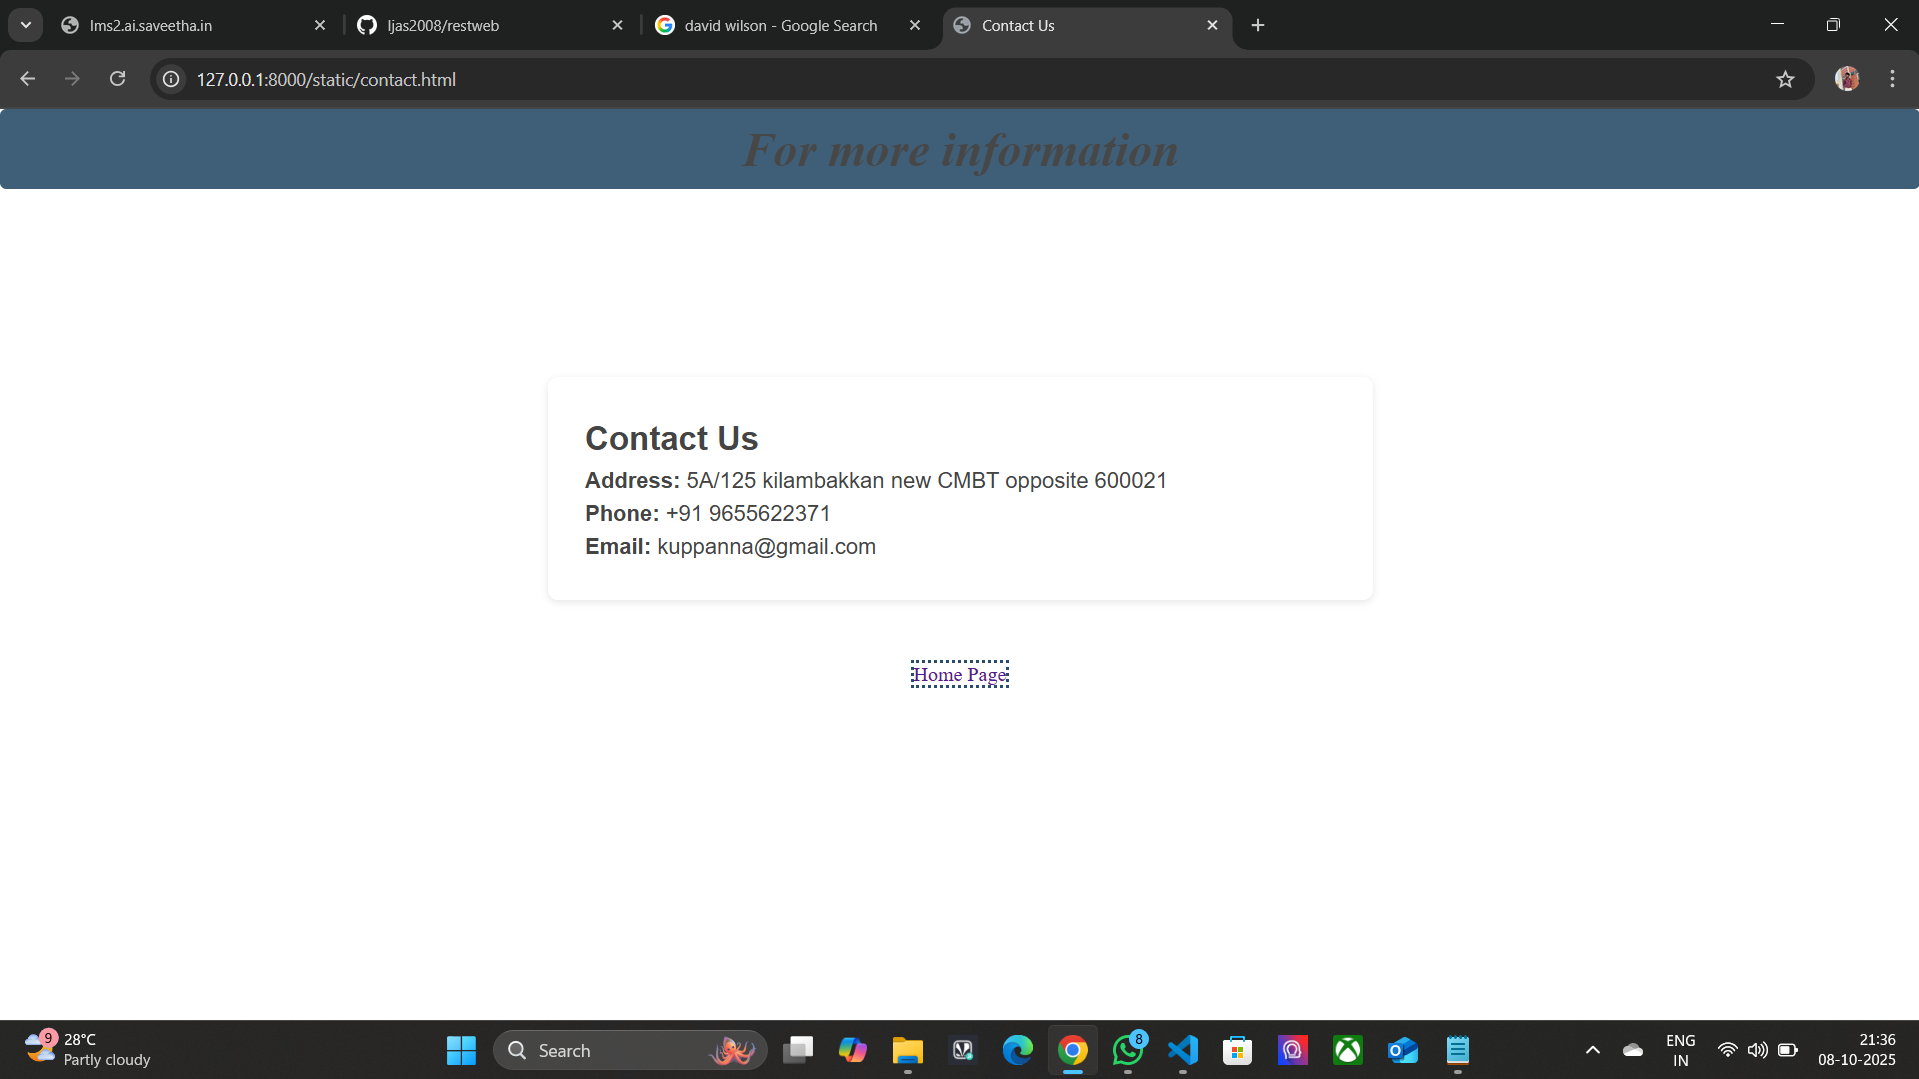 lms2.ai.saveetha.in
ljas2008/restweb
david wilson - Google Search
Contact Us
127.0.0.1:8000/static/contact.html
For more information
Contact Us
Address: 5A/125 kilambakkan new CMBT opposite 600021
Phone: +91 9655622371
Email: kuppanna@gmail.com
Home Page
9
28°C
Partly cloudy
Search
8
ENG
IN
21:36
08-10-2025